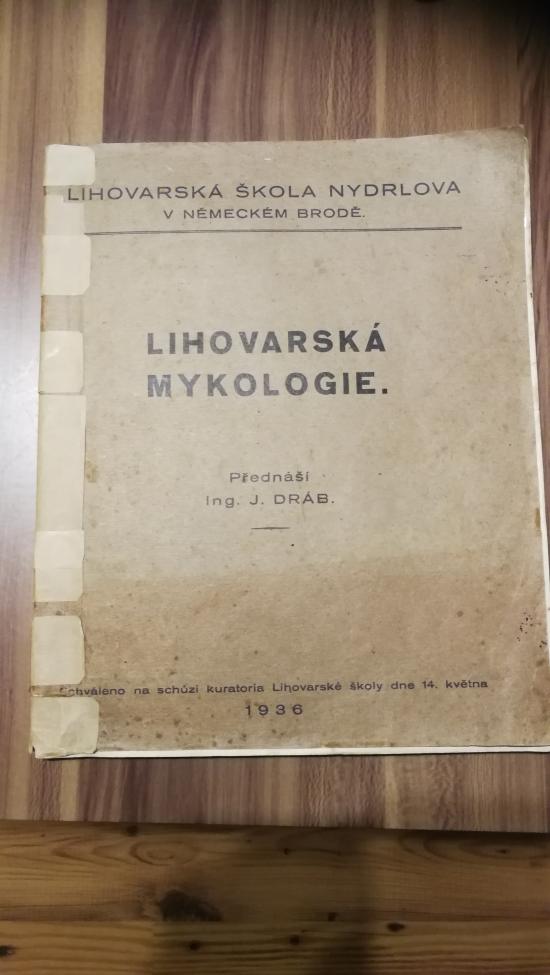 LIHOVARSKÁ ŠKOLA NYDRLOVA
V NĚMECKÉM BRODĚ.
LIHOVARSKÁ
MYKOLOGIE.
Přednáší
Ing. J. DRÁB.
Schváleno na schůzi kuratoria Lihovarské školy dne 14. května
1936